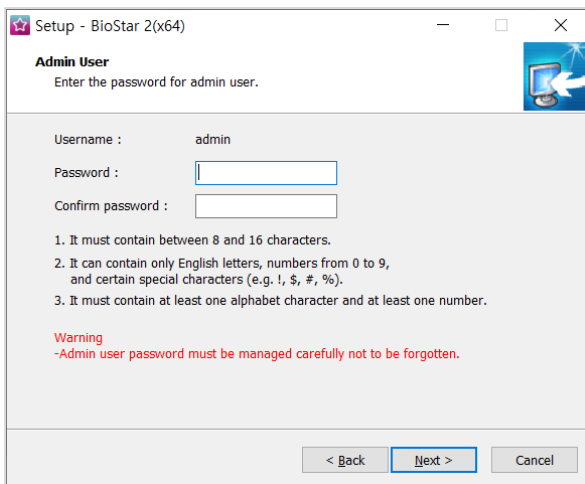 Setup - BioStar 2(x64)
Admin User
Enter the password for admin user.
Username : admin
Password :
Confirm password :
1. It must contain between 8 and 16 characters.
2. It can contain only English letters, numbers from 0 to 9,
and certain special characters (e.g. !, $, #, %).
3. It must contain at least one alphabet character and at least one number.
Warning
-Admin user password must be managed carefully not to be forgotten.
< Back Next > Cancel